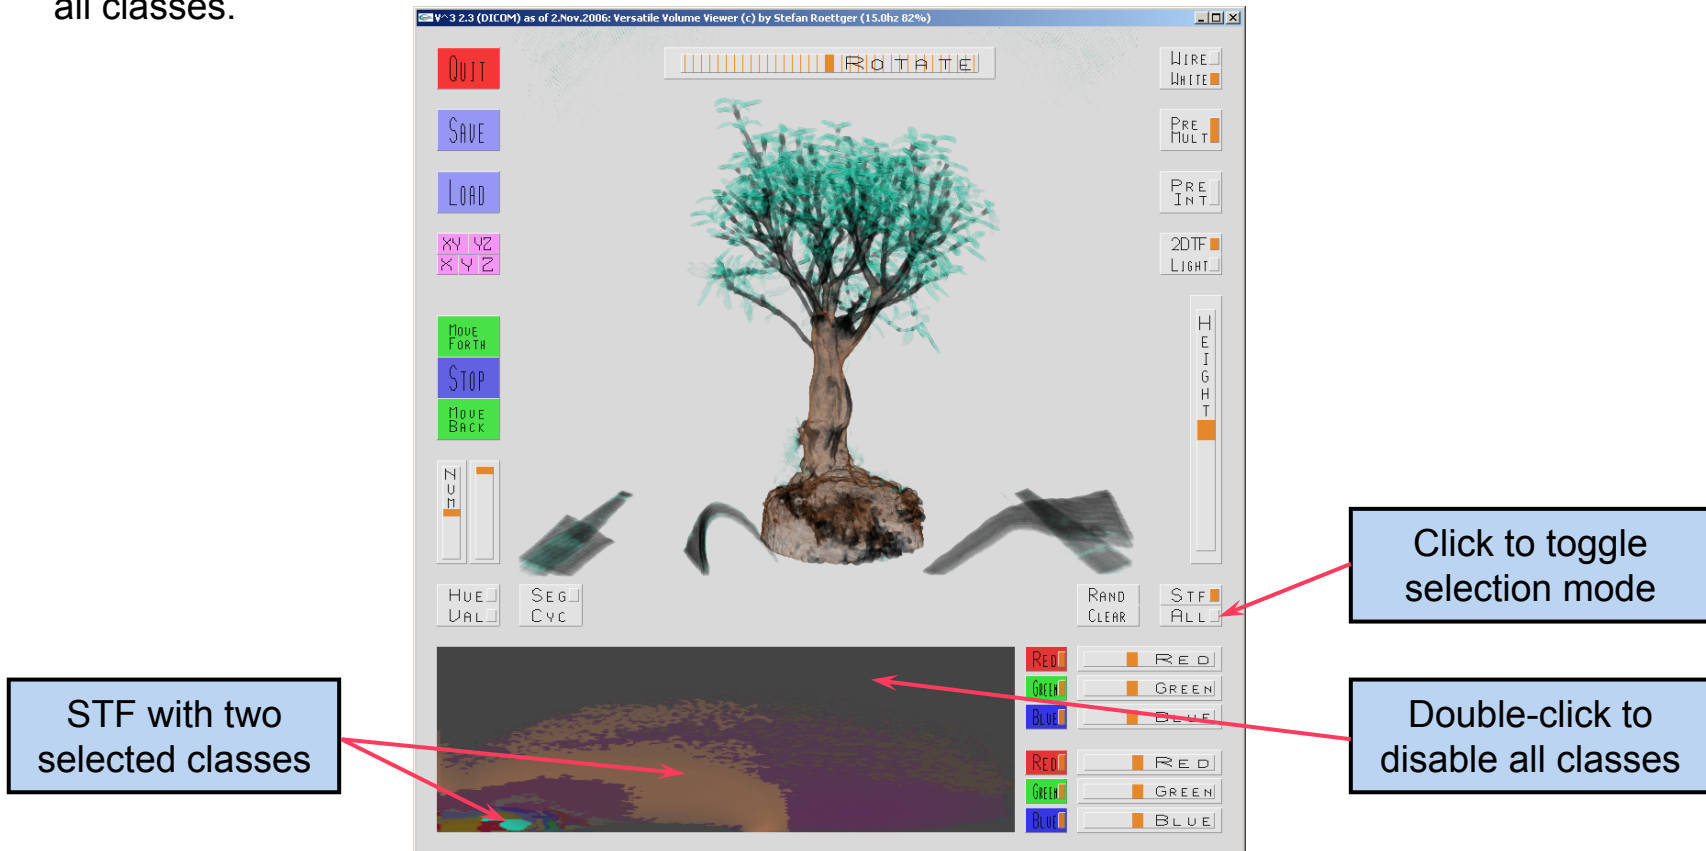 all classes.
V^3 2.3 (DICOM) as of 2.Nov.2006: Versatile Volume Viewer (c) by Stefan Roettger (15.0hz 82%)
QUIT
ROTATE
WIRE
WHITE
SAVE
PRE
MULT
LOAD
PRE
INT
XY YZ
X Y Z
2DTF
LIGHT
MOVE
FORTH
STOP
MOVE
BACK
HEIGHT
NUM
Click to toggle
selection mode
HUE
VAL
SEG
CYC
RAND
CLEAR
STF
ALL
RED RED
GREEN GREEN
BLUE BLUE
STF with two
selected classes
Double-click to
disable all classes
RED RED
GREEN GREEN
BLUE BLUE